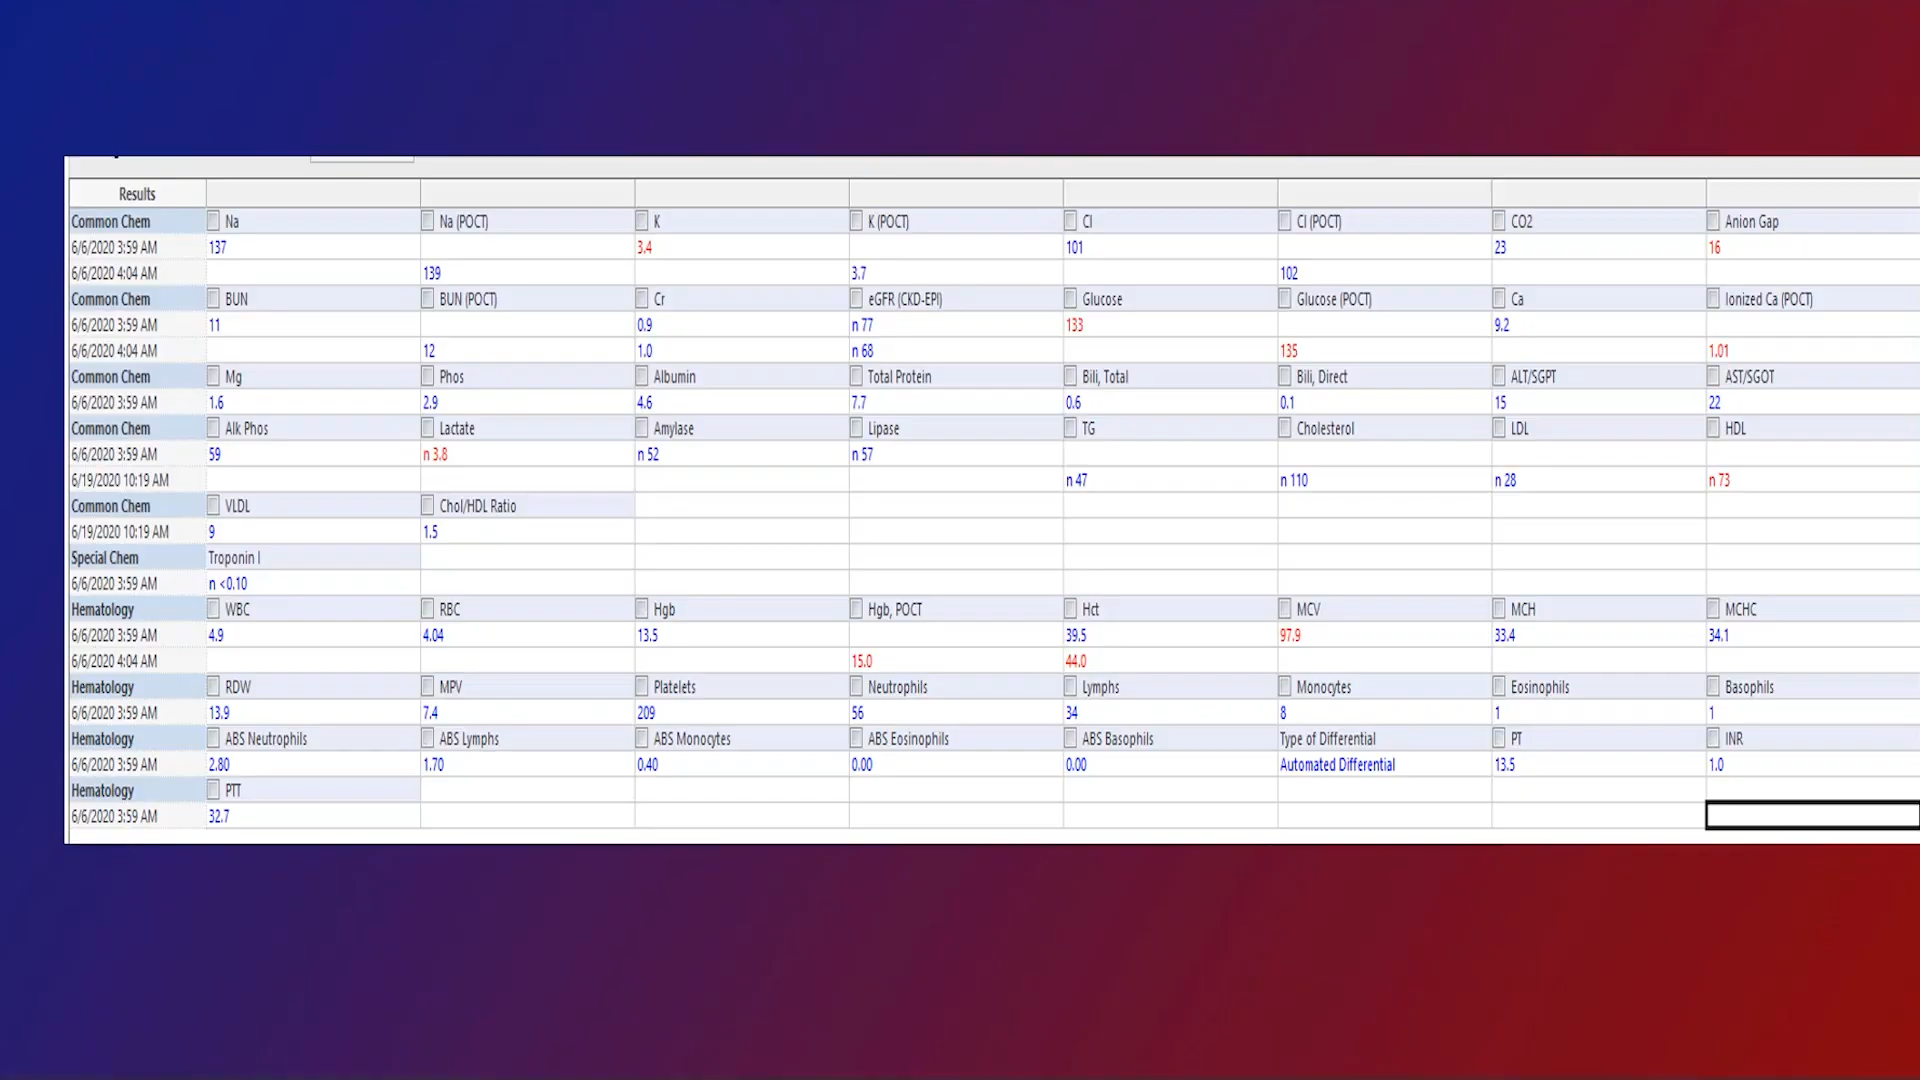 Results
Common Chem Na Na (POCT) K K (POCT) Cl Cl (POCT) CO2 Anion Gap
6/6/2020 3:59 AM 137 3.4 101 23 16
6/6/2020 4:04 AM 139 3.7 102
Common Chem BUN BUN (POCT) Cr eGFR (CKD-EPI) Glucose Glucose (POCT) Ca Ionized Ca (POCT)
6/6/2020 3:59 AM 11 0.9 n 77 133 9.2
6/6/2020 4:04 AM 12 1.0 n 68 135 1.01
Common Chem Mg Phos Albumin Total Protein Bili, Total Bili, Direct ALT/SGPT AST/SGOT
6/6/2020 3:59 AM 1.6 2.9 4.6 7.7 0.6 0.1 15 22
Common Chem Alk Phos Lactate Amylase Lipase TG Cholesterol LDL HDL
6/6/2020 3:59 AM 59 n 3.8 n 52 n 57
6/19/2020 10:19 AM n 47 n 110 n 28 n 73
Common Chem VLDL Chol/HDL Ratio
6/19/2020 10:19 AM 9 1.5
Special Chem Troponin I
6/6/2020 3:59 AM n <0.10
Hematology WBC RBC Hgb Hgb, POCT Hct MCV MCH MCHC
6/6/2020 3:59 AM 4.9 4.04 13.5 39.5 97.9 33.4 34.1
6/6/2020 4:04 AM 15.0 44.0
Hematology RDW MPV Platelets Neutrophils Lymphs Monocytes Eosinophils Basophils
6/6/2020 3:59 AM 13.9 7.4 209 56 34 8 1 1
Hematology ABS Neutrophils ABS Lymphs ABS Monocytes ABS Eosinophils ABS Basophils Type of Differential PT INR
6/6/2020 3:59 AM 2.80 1.70 0.40 0.00 0.00 Automated Differential 13.5 1.0
Hematology PTT
6/6/2020 3:59 AM 32.7